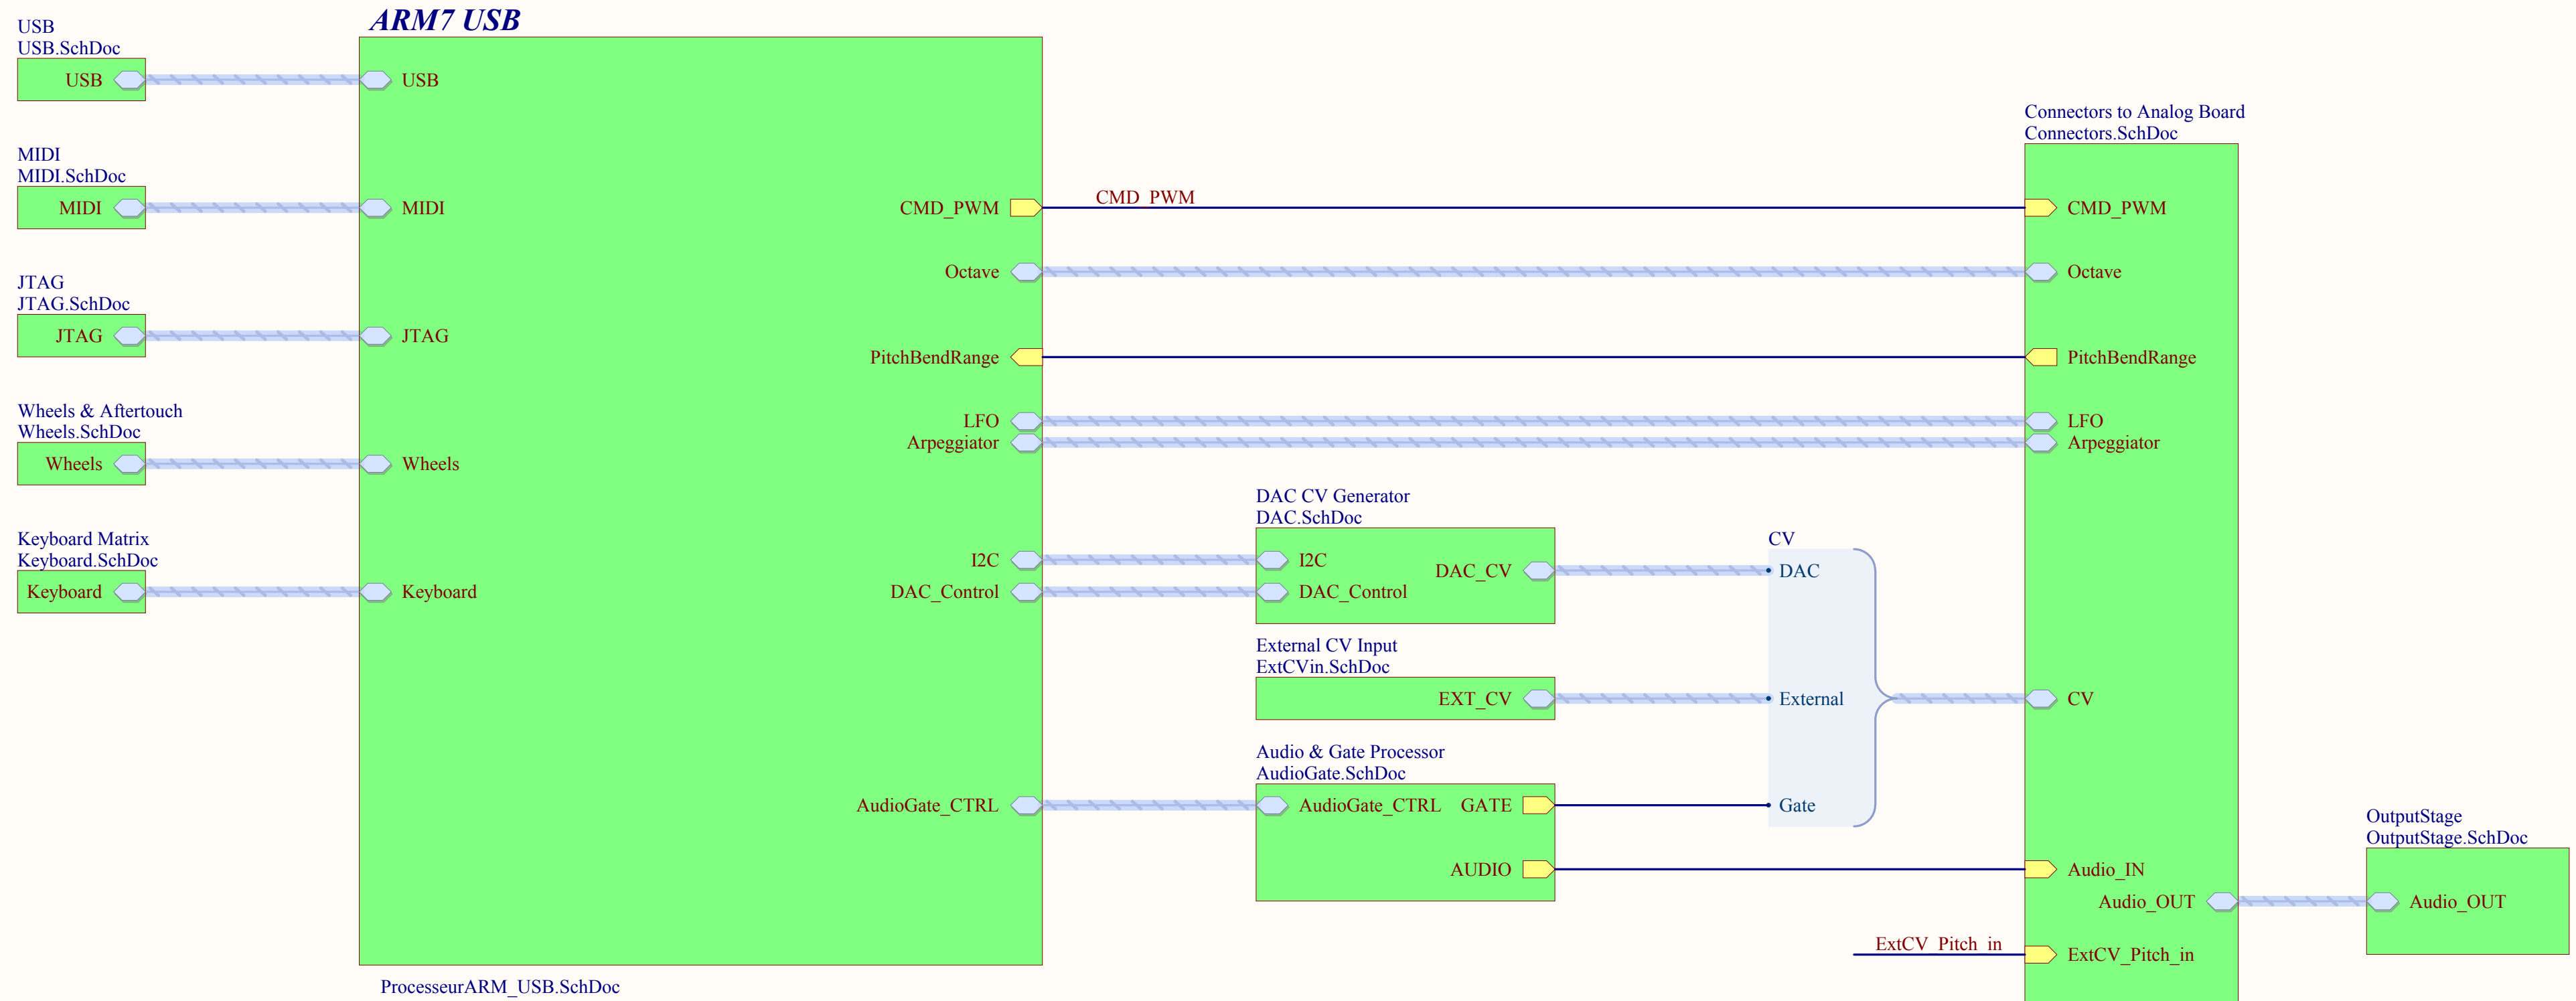 ARM7 USB
USB
USB.SchDoc
USB
USB
MIDI
MIDI.SchDoc
MIDI
MIDI
JTAG
JTAG.SchDoc
JTAG
JTAG
Wheels & Aftertouch
Wheels.SchDoc
Wheels
Wheels
Keyboard Matrix
Keyboard.SchDoc
Keyboard
Keyboard
CMD_PWM
Octave
PitchBendRange
LFO
Arpeggiator
I2C
DAC_Control
AudioGate_CTRL
ProcesseurARM_USB.SchDoc
CMD_PWM
DAC CV Generator
DAC.SchDoc
I2C
DAC_CV
DAC_Control
External CV Input
ExtCVin.SchDoc
EXT_CV
Audio & Gate Processor
AudioGate.SchDoc
AudioGate_CTRL
GATE
AUDIO
CV
DAC
External
Gate
Connectors to Analog Board
Connectors.SchDoc
CMD_PWM
Octave
PitchBendRange
LFO
Arpeggiator
CV
Audio_IN
Audio_OUT
ExtCV_Pitch_in
ExtCV_Pitch_in
OutputStage
OutputStage.SchDoc
Audio_OUT